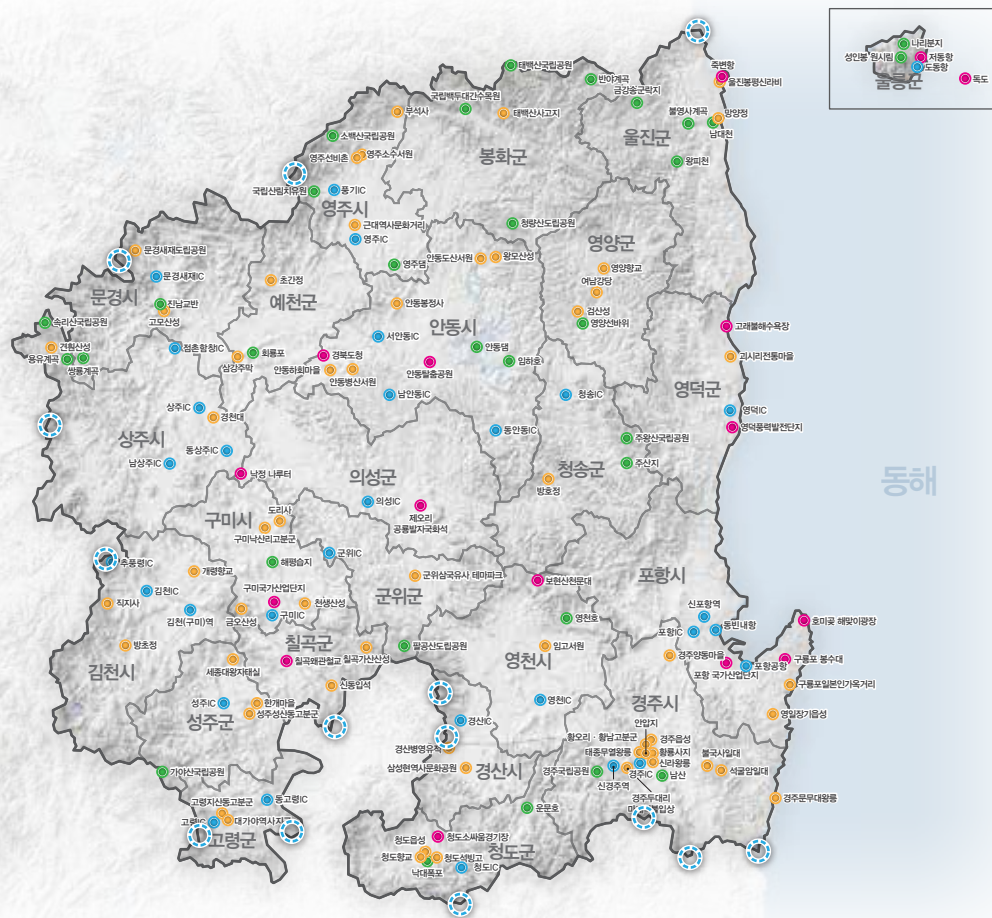 나리분지
성인봉 원시림
저동항
도동항
울릉군
독도
죽변항
울진봉평신라비
태백산국립공원
반야계곡
금강송군락지
국립백두대간수목원
부석사
태백산사고지
불영사계곡
망양정
남대천
울진군
소백산국립공원
봉화군
영주소수서원
영주선비촌
왕피천
국립산림치유원
풍기IC
영주시
근대역사문화거리
청량산도립공원
영주IC
영양군
문경새재도립공원
안동도산서원
왕모산성
영주댐
영양향교
문경새재IC
초간정
여남강당
문경시
예천군
진남교반
고모산성
안동봉정사
검산성
영양선바위
속리산국립공원
안동시
고래불해수욕장
서안동IC
견훤산성
점촌함창IC
안동댐
용유계곡
쌍룡계곡
삼강주막
회룡포
경북도청
안동하회마을
안동병산서원
안동탈춤공원
임하호
괴시리전통마을
영덕군
남안동IC
청송IC
상주IC
경천대
영덕IC
동안동IC
영덕풍력발전단지
상주시
동상주IC
주왕산국립공원
남상주IC
낙정 나루터
의성군
청송군
주산지
방호정
동해
의성IC
제오리
공룡발자국화석
도리사
구미시
구미낙산리고분군
군위IC
추풍령IC
개령향교
해평습지
군위삼국유사 테마파크
보현산천문대
포항시
김천IC
구미국가산업단지
군위군
직지사
김천(구미)역
금오산성
구미IC
천생산성
영천호
신포항역
호미곶 해맞이광장
동빈내항
포항IC
칠곡군
방초정
칠곡가산산성
팔공산도립공원
임고서원
김천시
세종대왕자태실
칠곡왜관철교
영천시
경주양동마을
포항 국가산업단지
포항공항
구룡포 봉수대
신동입석
구룡포일본인가옥거리
성주IC
한개마을
성주성산동고분군
성주군
영천IC
경주시
영일장기읍성
경산IC
안압지
황오리 · 황남고분군
경주읍성
경산병영유적
태종무열왕릉
황룡사지
신라왕릉
불국사일대
삼성현역사문화공원
경산시
경주국립공원
경주IC
석굴암일대
가야산국립공원
신경주역
남산
경주두대리
고령지산동고분군
동고령IC
운문호
경주문무대왕릉
고령IC
고령군
청도소싸움경기장
청도읍성
청도군
청도향교
청도석빙고
낙대폭포
청도IC